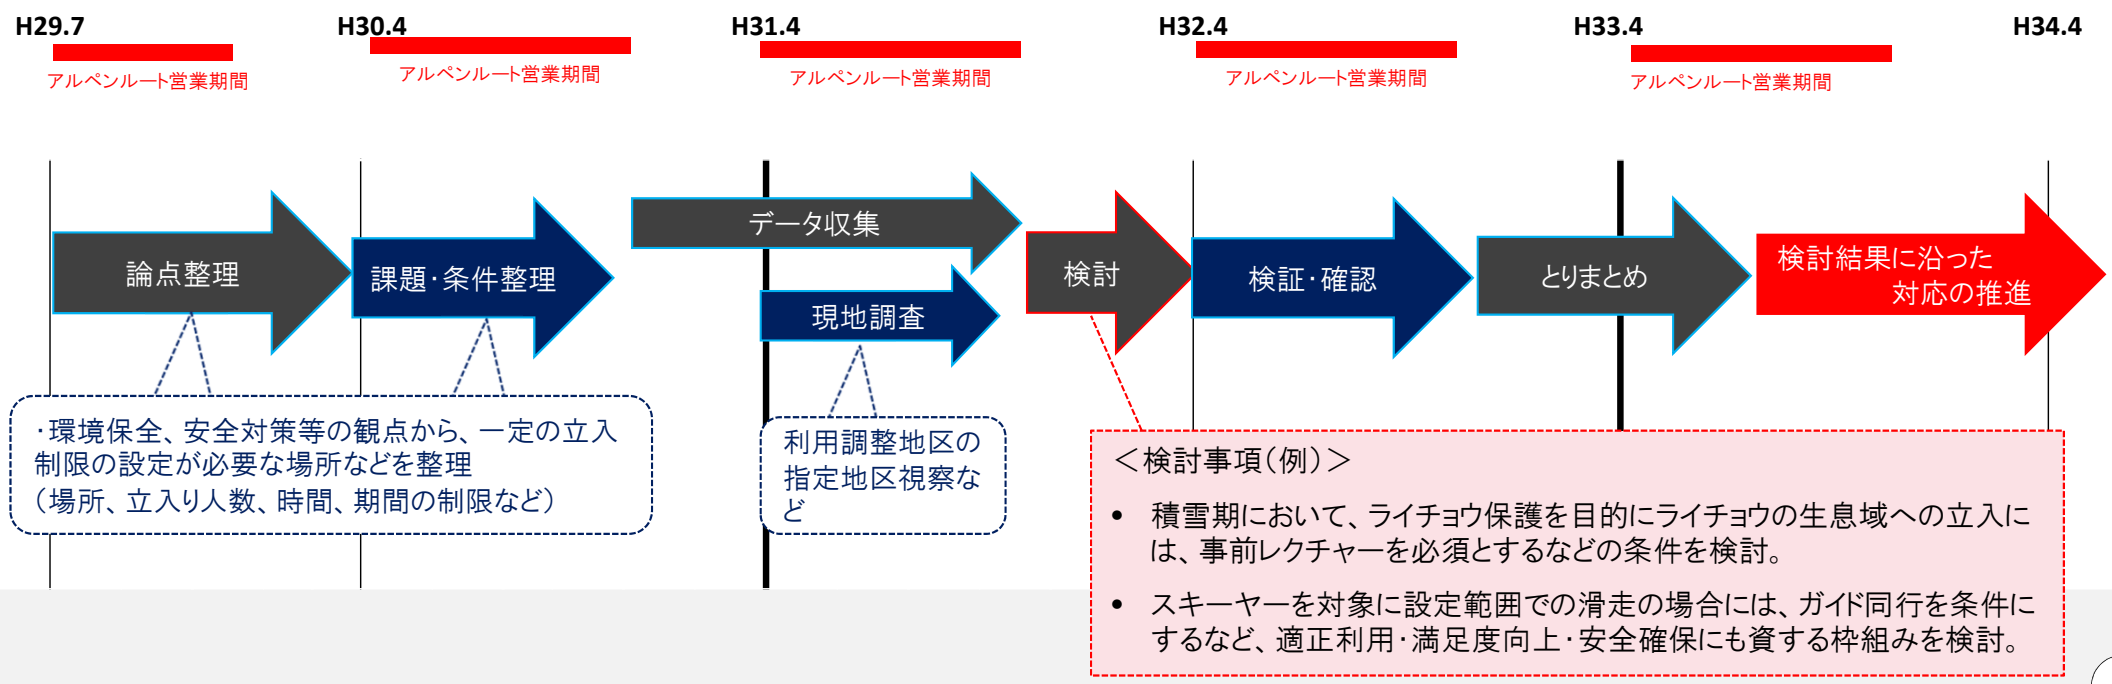 H29.7
H30.4
H31.4
H32.4
H33.4
H34.4
アルペンルート営業期間
アルペンルート営業期間
アルペンルート営業期間
アルペンルート営業期間
アルペンルート営業期間
論点整理
課題・条件整理
データ収集
現地調査
検討
検証・確認
とりまとめ
検討結果に沿った
対応の推進
・環境保全、安全対策等の観点から、一定の立入
制限の設定が必要な場所などを整理
（場所、立入り人数、時間、期間の制限など）
利用調整地区の
指定地区視察な
ど
＜検討事項（例）＞
• 積雪期において、ライチョウ保護を目的にライチョウの生息域への立入に
は、事前レクチャーを必須とするなどの条件を検討。
• スキーヤーを対象に設定範囲での滑走の場合には、ガイド同行を条件に
するなど、適正利用・満足度向上・安全確保にも資する枠組みを検討。